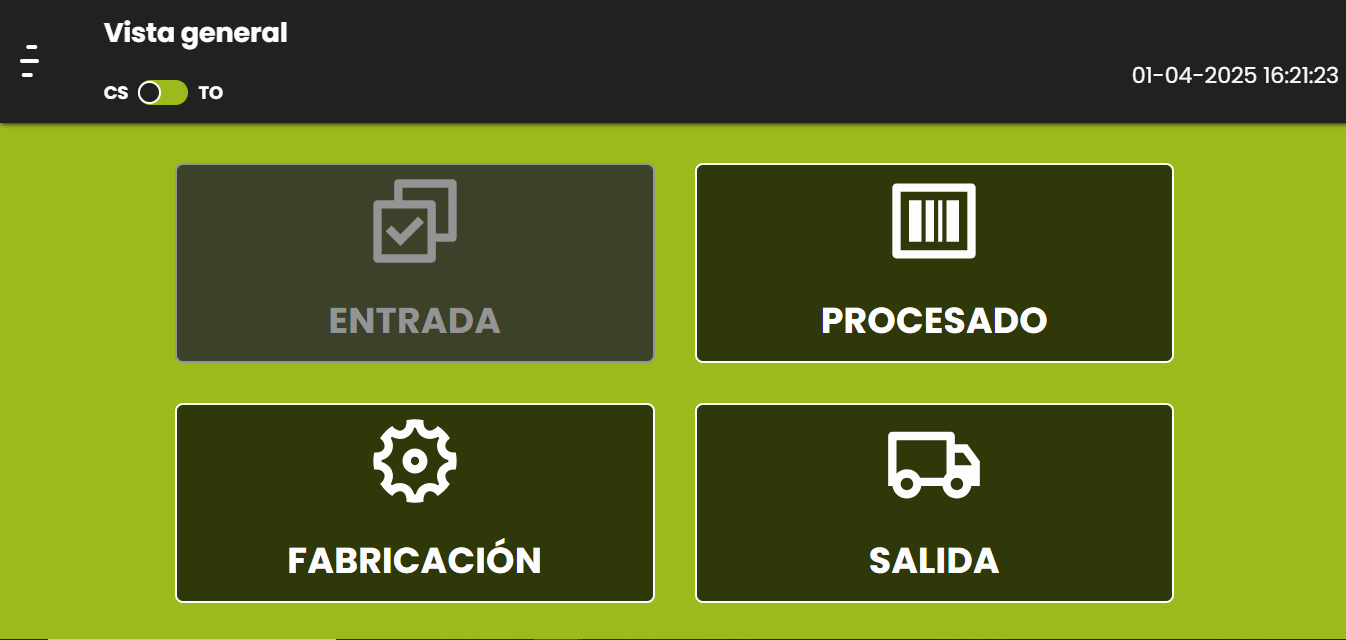 Vista general
CS TO
01-04-2025 16:21:23
ENTRADA
PROCESADO
FABRICACIÓN
SALIDA